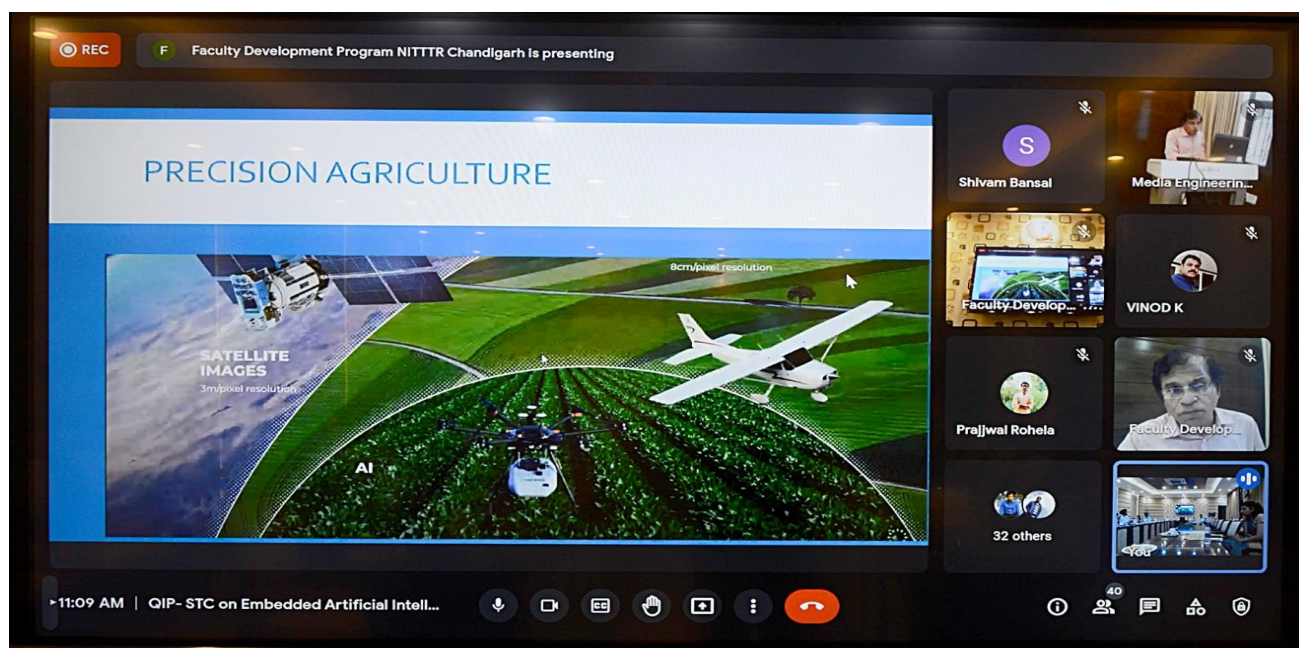 REC
F
Faculty Development Program NITTTR Chandigarh is presenting
PRECISION AGRICULTURE
8cm/pixel resolution
SATELLITE
IMAGES
3m/pixel resolution
AI
S
Shivam Bansal
Media Engineerin...
Faculty Develop...
VINOD K
Prajjwal Rohela
Faculty Develop...
32 others
You
11:09 AM | QIP- STC on Embedded Artificial Intell...
CC
40